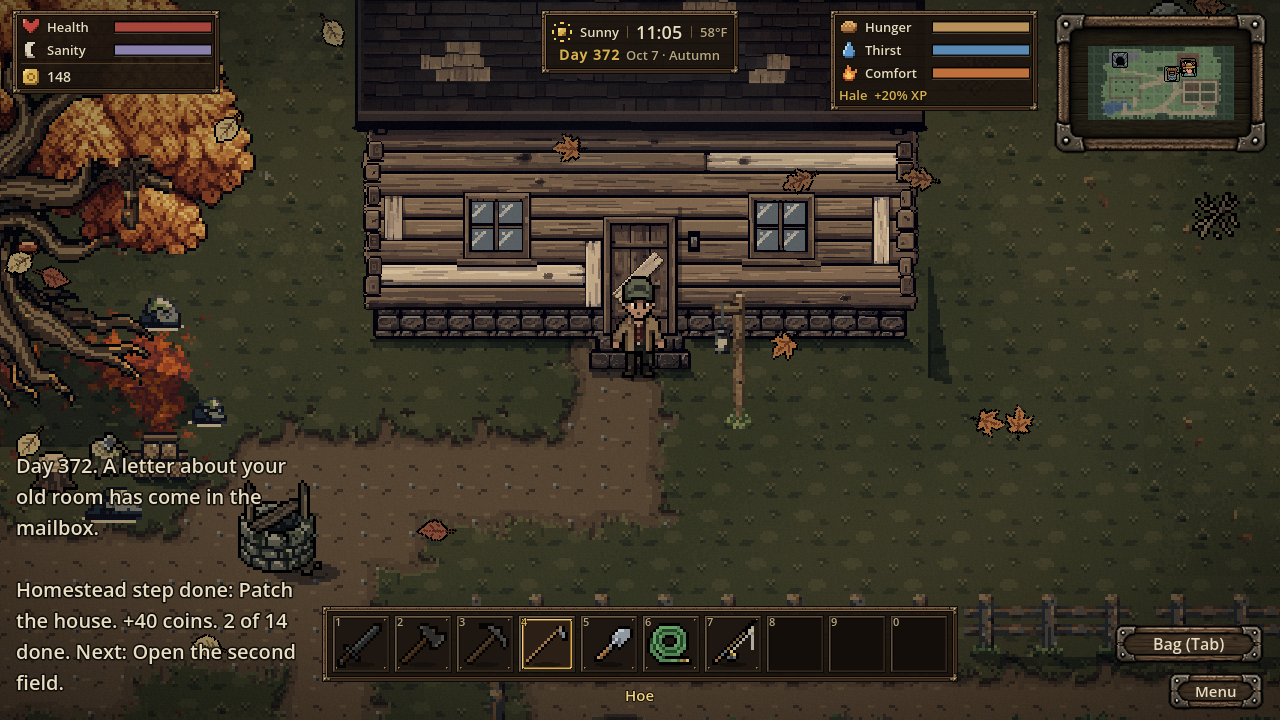 Health
Sanity
148
Sunny 11:05 58°F
Day 372 Oct 7 · Autumn
Hunger
Thirst
Comfort
Hale +20% XP
Day 372. A letter about your
old room has come in the
mailbox.
Homestead step done: Patch
the house. +40 coins. 2 of 14
done. Next: Open the second
field.
1 2 3 4 5 6 7 8 9 0
Hoe
Bag (Tab)
Menu